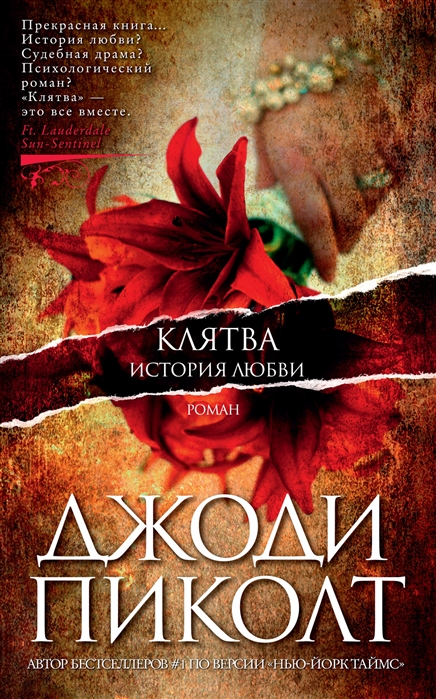 Прекрасная книга...
История любви?
Судебная драма?
Психологический
роман?
«Клятва» —
это все вместе.
Ft. Lauderdale
Sun-Sentinel
КЛЯТВА
ИСТОРИЯ ЛЮБВИ
РОМАН
ДЖОДИ
ПИКОЛТ
АВТОР БЕСТСЕЛЛЕРОВ #1 ПО ВЕРСИИ «НЬЮ-ЙОРК ТАЙМС»